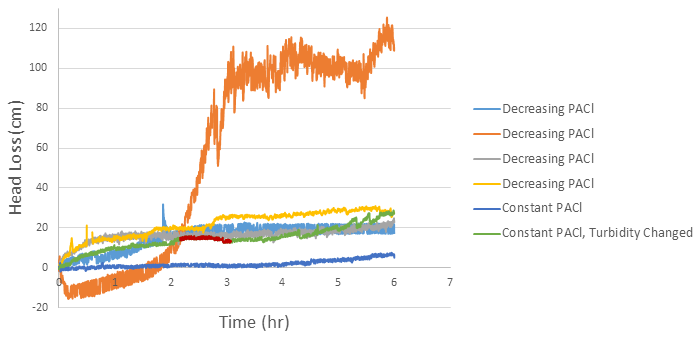 120
100
80
60
40
20
0
-20
0 1 2 3 4 5 6 7
Head Loss (cm)
Time (hr)
Decreasing PACl
Decreasing PACl
Decreasing PACl
Decreasing PACl
Constant PACl
Constant PACl, Turbidity Changed